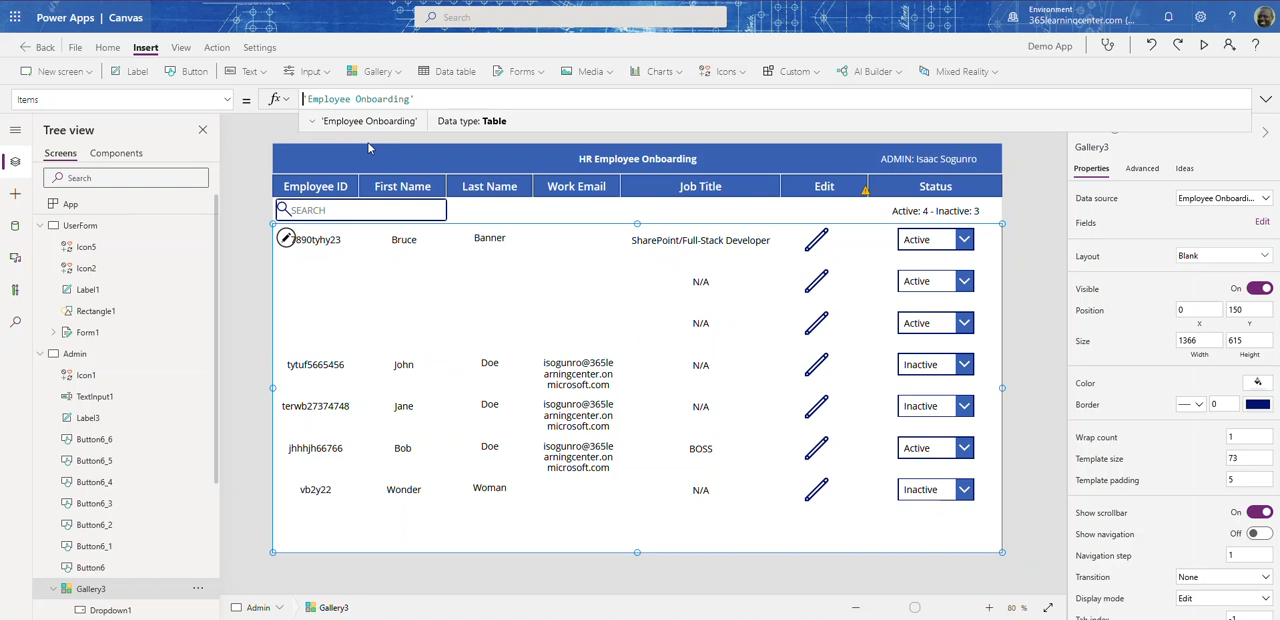 Power Apps | Canvas
Search
Environment
365learningcenter.com (...
Back File Home Insert View Action Settings
Demo App
New screen Label Button Text Input Gallery Data table Forms Media Charts Icons Custom AI Builder Mixed Reality
Items = fx 'Employee Onboarding'
'Employee Onboarding' Data type: Table
Tree view
Screens Components
Search
App
UserForm
Icon5
Icon2
Label1
Rectangle1
Form1
Admin
Icon1
TextInput1
Label3
Button6_6
Button6_5
Button6_4
Button6_3
Button6_2
Button6_1
Button6
Gallery3 ...
Dropdown1
HR Employee Onboarding ADMIN: Isaac Sogunro
Employee ID First Name Last Name Work Email Job Title Edit Status
SEARCH Active: 4 - Inactive: 3
890tyhy23 Bruce Banner SharePoint/Full-Stack Developer Active
N/A Active
N/A Active
tytuf5665456 John Doe isogunro@365le
arningcenter.on
microsoft.com N/A Inactive
terwb27374748 Jane Doe isogunro@365le
arningcenter.on
microsoft.com N/A Inactive
jhhhjh66766 Bob Doe isogunro@365le
arningcenter.on
microsoft.com BOSS Active
vb2y22 Wonder Woman N/A Inactive
Admin Gallery3
80 %
Gallery3
Properties Advanced Ideas
Data source Employee Onboardi...
Fields Edit
Layout Blank
Visible On
Position 0 150
X Y
Size 1366 615
Width Height
Color
Border 0
Wrap count 1
Template size 73
Template padding 5
Show scrollbar On
Show navigation Off
Navigation step 1
Transition None
Display mode Edit